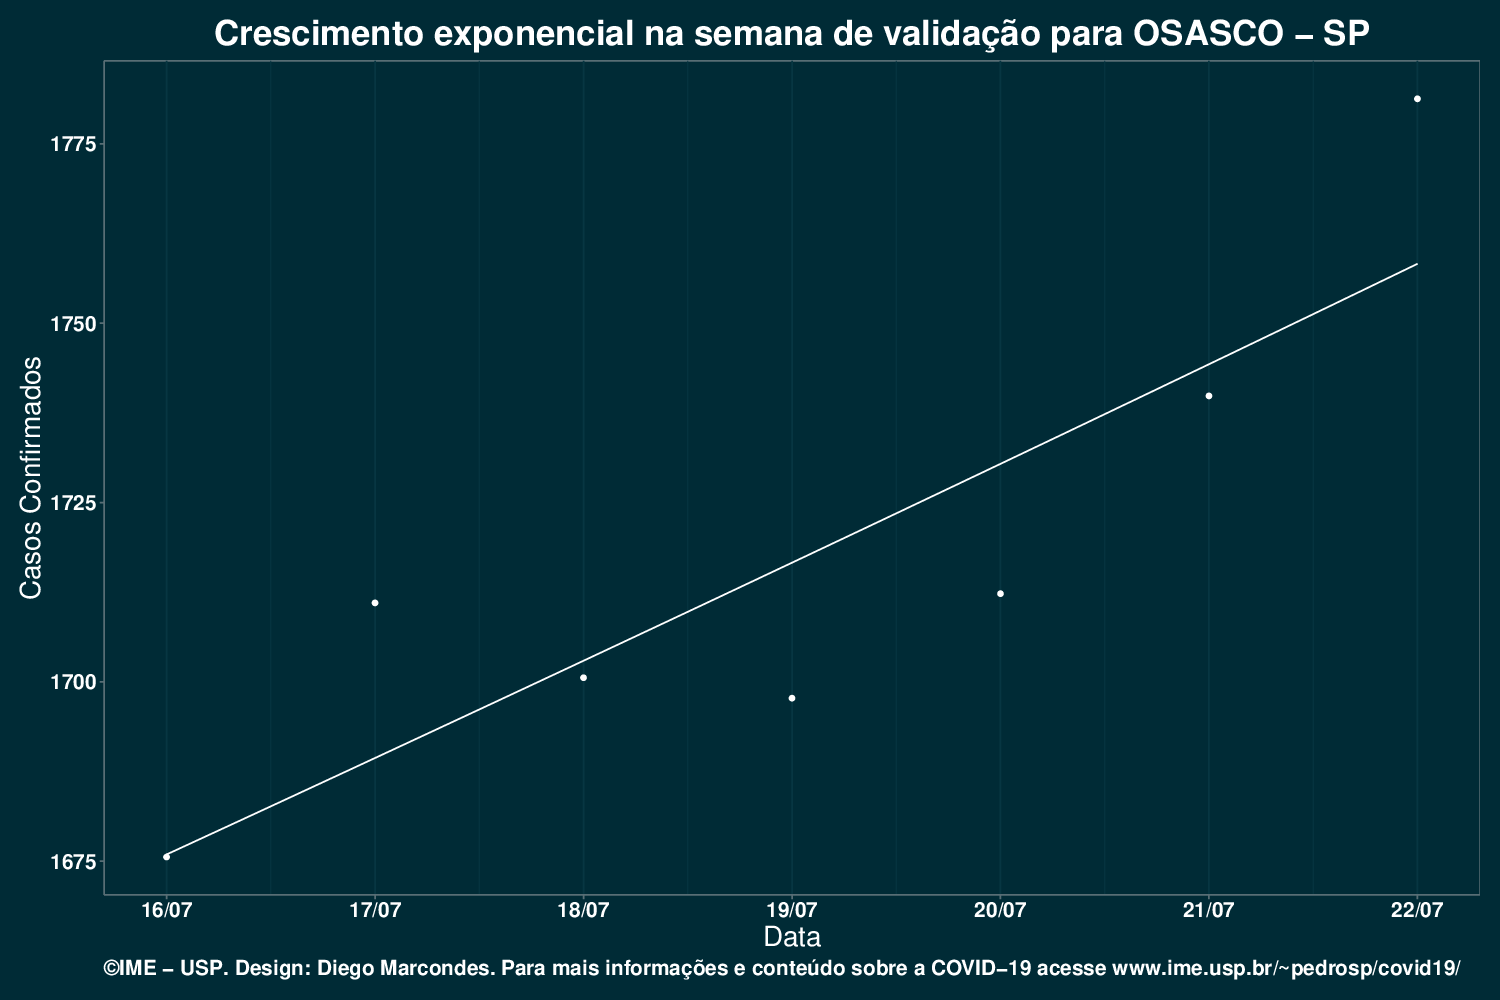 Crescimento exponencial na semana de validação para OSASCO – SP
Casos Confirmados
1775
1750
1725
1700
1675
16/07 17/07 18/07 19/07 20/07 21/07 22/07
Data
©IME – USP. Design: Diego Marcondes. Para mais informações e conteúdo sobre a COVID–19 acesse www.ime.usp.br/~pedrosp/covid19/